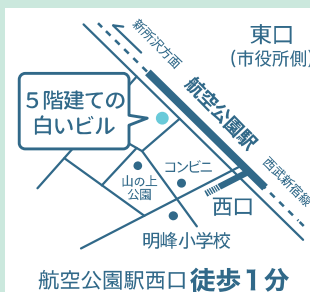 新所沢方面
東口
（市役所側）
航空公園駅
5階建ての
白いビル
西武新宿線
コンビニ
山の上
公園
西口
明峰小学校
航空公園駅西口 徒歩1分